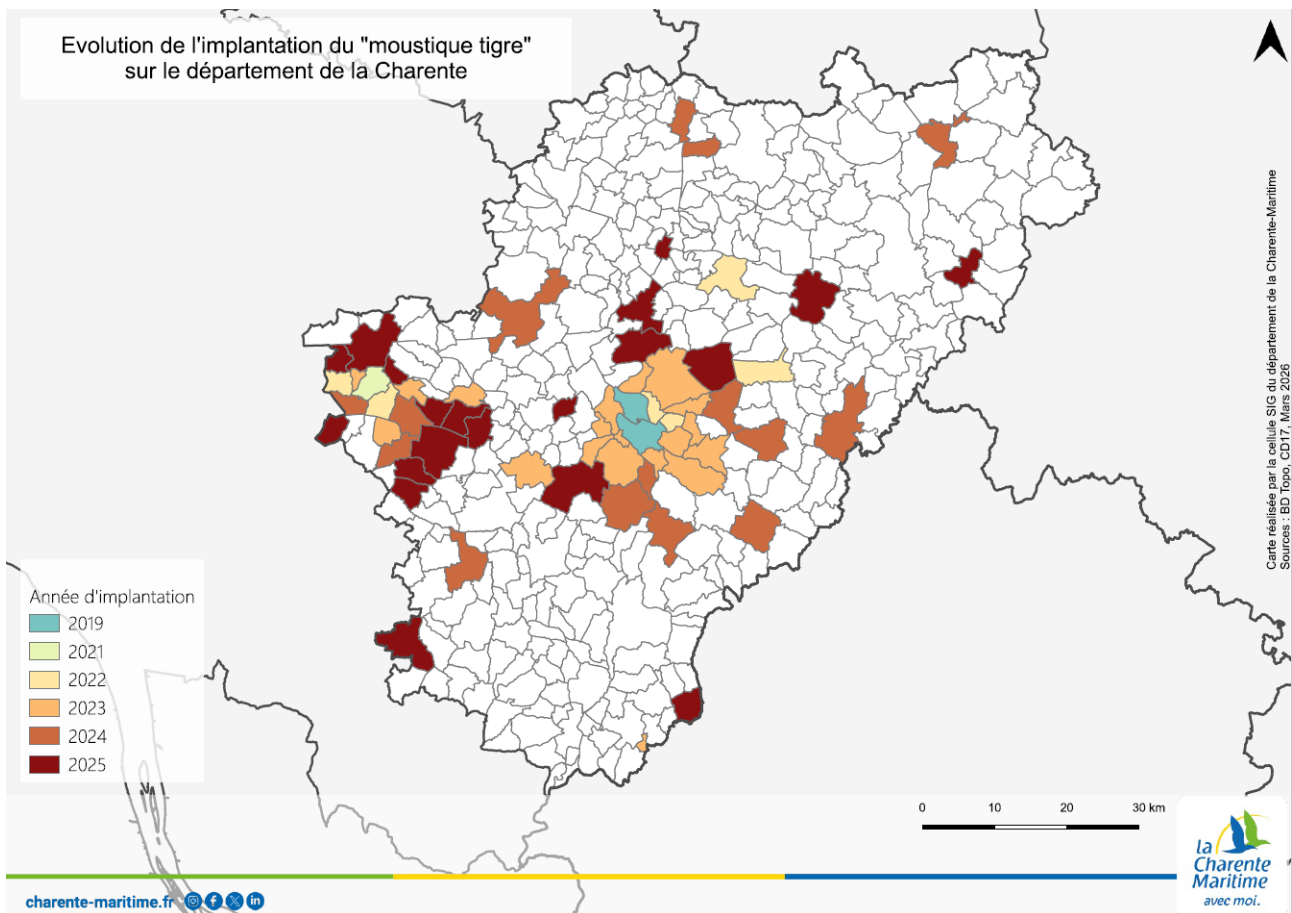 Evolution de l'implantation du "moustique tigre"
sur le département de la Charente
Carte réalisée par la cellule SIG du département de la Charente-Maritime
Sources : BD Topo, CD17, Mars 2026
Année d'implantation
2019
2021
2022
2023
2024
2025
0 10 20 30 km
la
Charente
Maritime
avec moi.
charente-maritime.fr